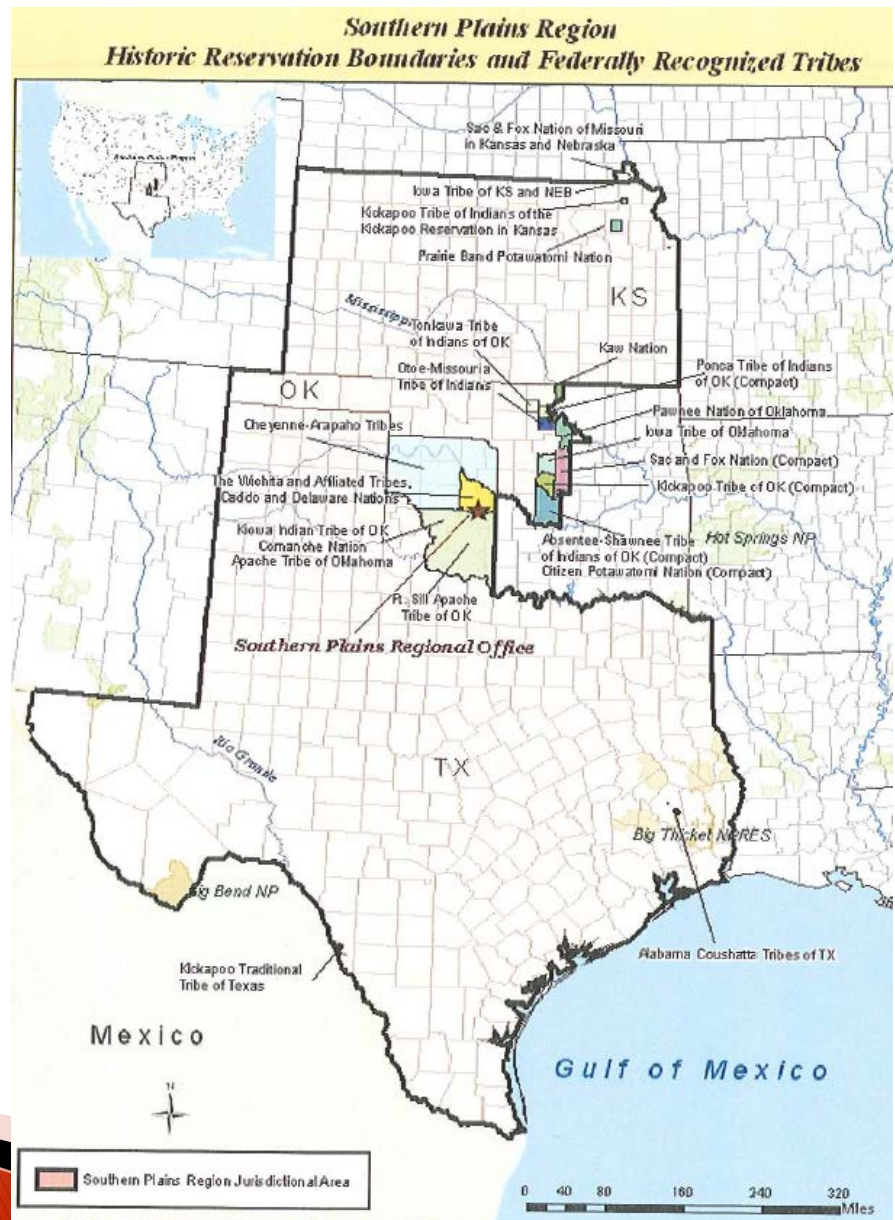 Southern Plains Region
Historic Reservation Boundaries and Federally Recognized Tribes
Sac & Fox Nation of Missouri
in Kansas and Nebraska
Iowa Tribe of KS and NEB
Kickapoo Tribe of Indians of the
Kickapoo Reservation in Kansas
Prairie Band Potawatomi Nation
KS
Mississippi
Tonkawa Tribe
of Indians of OK
Kaw Nation
Otoe-Missouria
Tribe of Indians
Ponca Tribe of Indians
of OK (Compact)
OK
Pawnee Nation of Oklahoma
Cheyenne-Arapaho Tribes
Iowa Tribe of Oklahoma
Sac and Fox Nation (Compact)
The Wichita and Affiliated Tribes,
Caddo and Delaware Nations
Kickapoo Tribe of OK (Compact)
Kiowa Indian Tribe of OK
Comanche Nation
Apache Tribe of Oklahoma
Absentee-Shawnee Tribe
of Indians of OK (Compact)
Citizen Potawatomi Nation (Compact)
Hot Springs NP
Ft. Sill Apache
Tribe of OK
Southern Plains Regional Office
Rio Grande
TX
Big Thicket NPRES
Big Bend NP
Alabama Coushatta Tribes of TX
Kickapoo Traditional
Tribe of Texas
Mexico
Gulf of Mexico
N
Southern Plains Region Jurisdictional Area
0 40 80 160 240 320
Miles